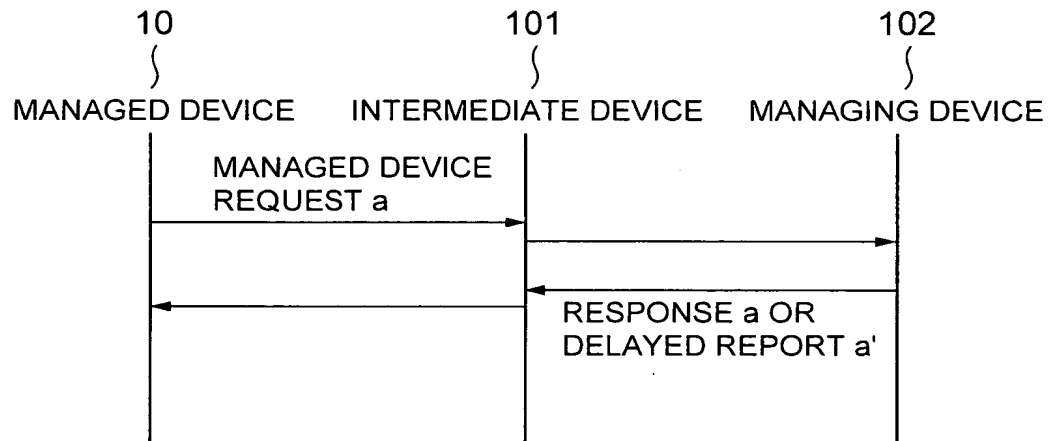 10
101
102
MANAGED DEVICE
INTERMEDIATE DEVICE
MANAGING DEVICE
MANAGED DEVICE
REQUEST a
RESPONSE a OR
DELAYED REPORT a'